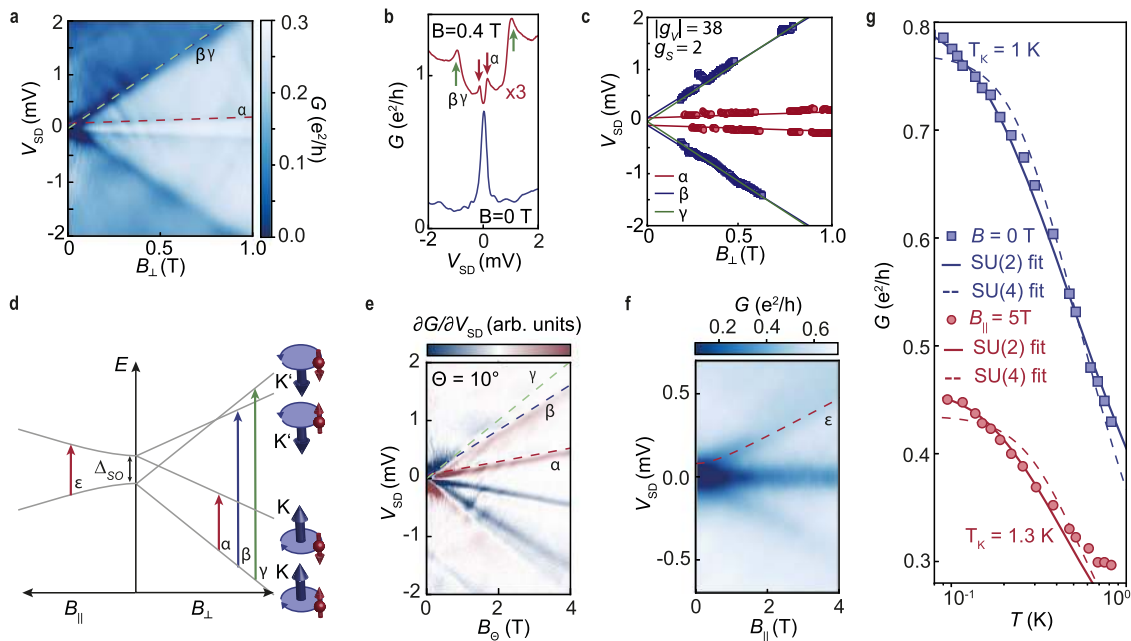 a
2
1
0
-1
-2
V_SD (mV)
0
0.5
1.0
B_⊥ (T)
βγ
α
0.3
0.2
0.1
0.0
G (e²/h)
b
B=0.4 T
α
βγ
x3
B=0 T
1
0
G (e²/h)
-2
0
2
V_SD (mV)
c
|g_v| = 38
g_s = 2
2
1
0
-1
-2
V_SD (mV)
α
β
γ
0
0.5
1.0
B_⊥ (T)
d
E
K‘
K‘
Δ_SO
ε
K
K
α
β
γ
B_||
B_⊥
e
∂G/∂V_SD (arb. units)
Θ = 10°
γ
β
α
2
1
0
-1
-2
V_SD (mV)
0
2
4
B_Θ (T)
f
G (e²/h)
0.2
0.4
0.6
ε
0.5
0.0
-0.5
V_SD (mV)
0
2
4
B_|| (T)
g
T_K = 1 K
B = 0 T
SU(2) fit
SU(4) fit
B_|| = 5T
SU(2) fit
SU(4) fit
T_K = 1.3 K
0.8
0.7
0.8
0.5
0.4
0.3
G (e²/h)
10⁻¹
10⁰
T (K)